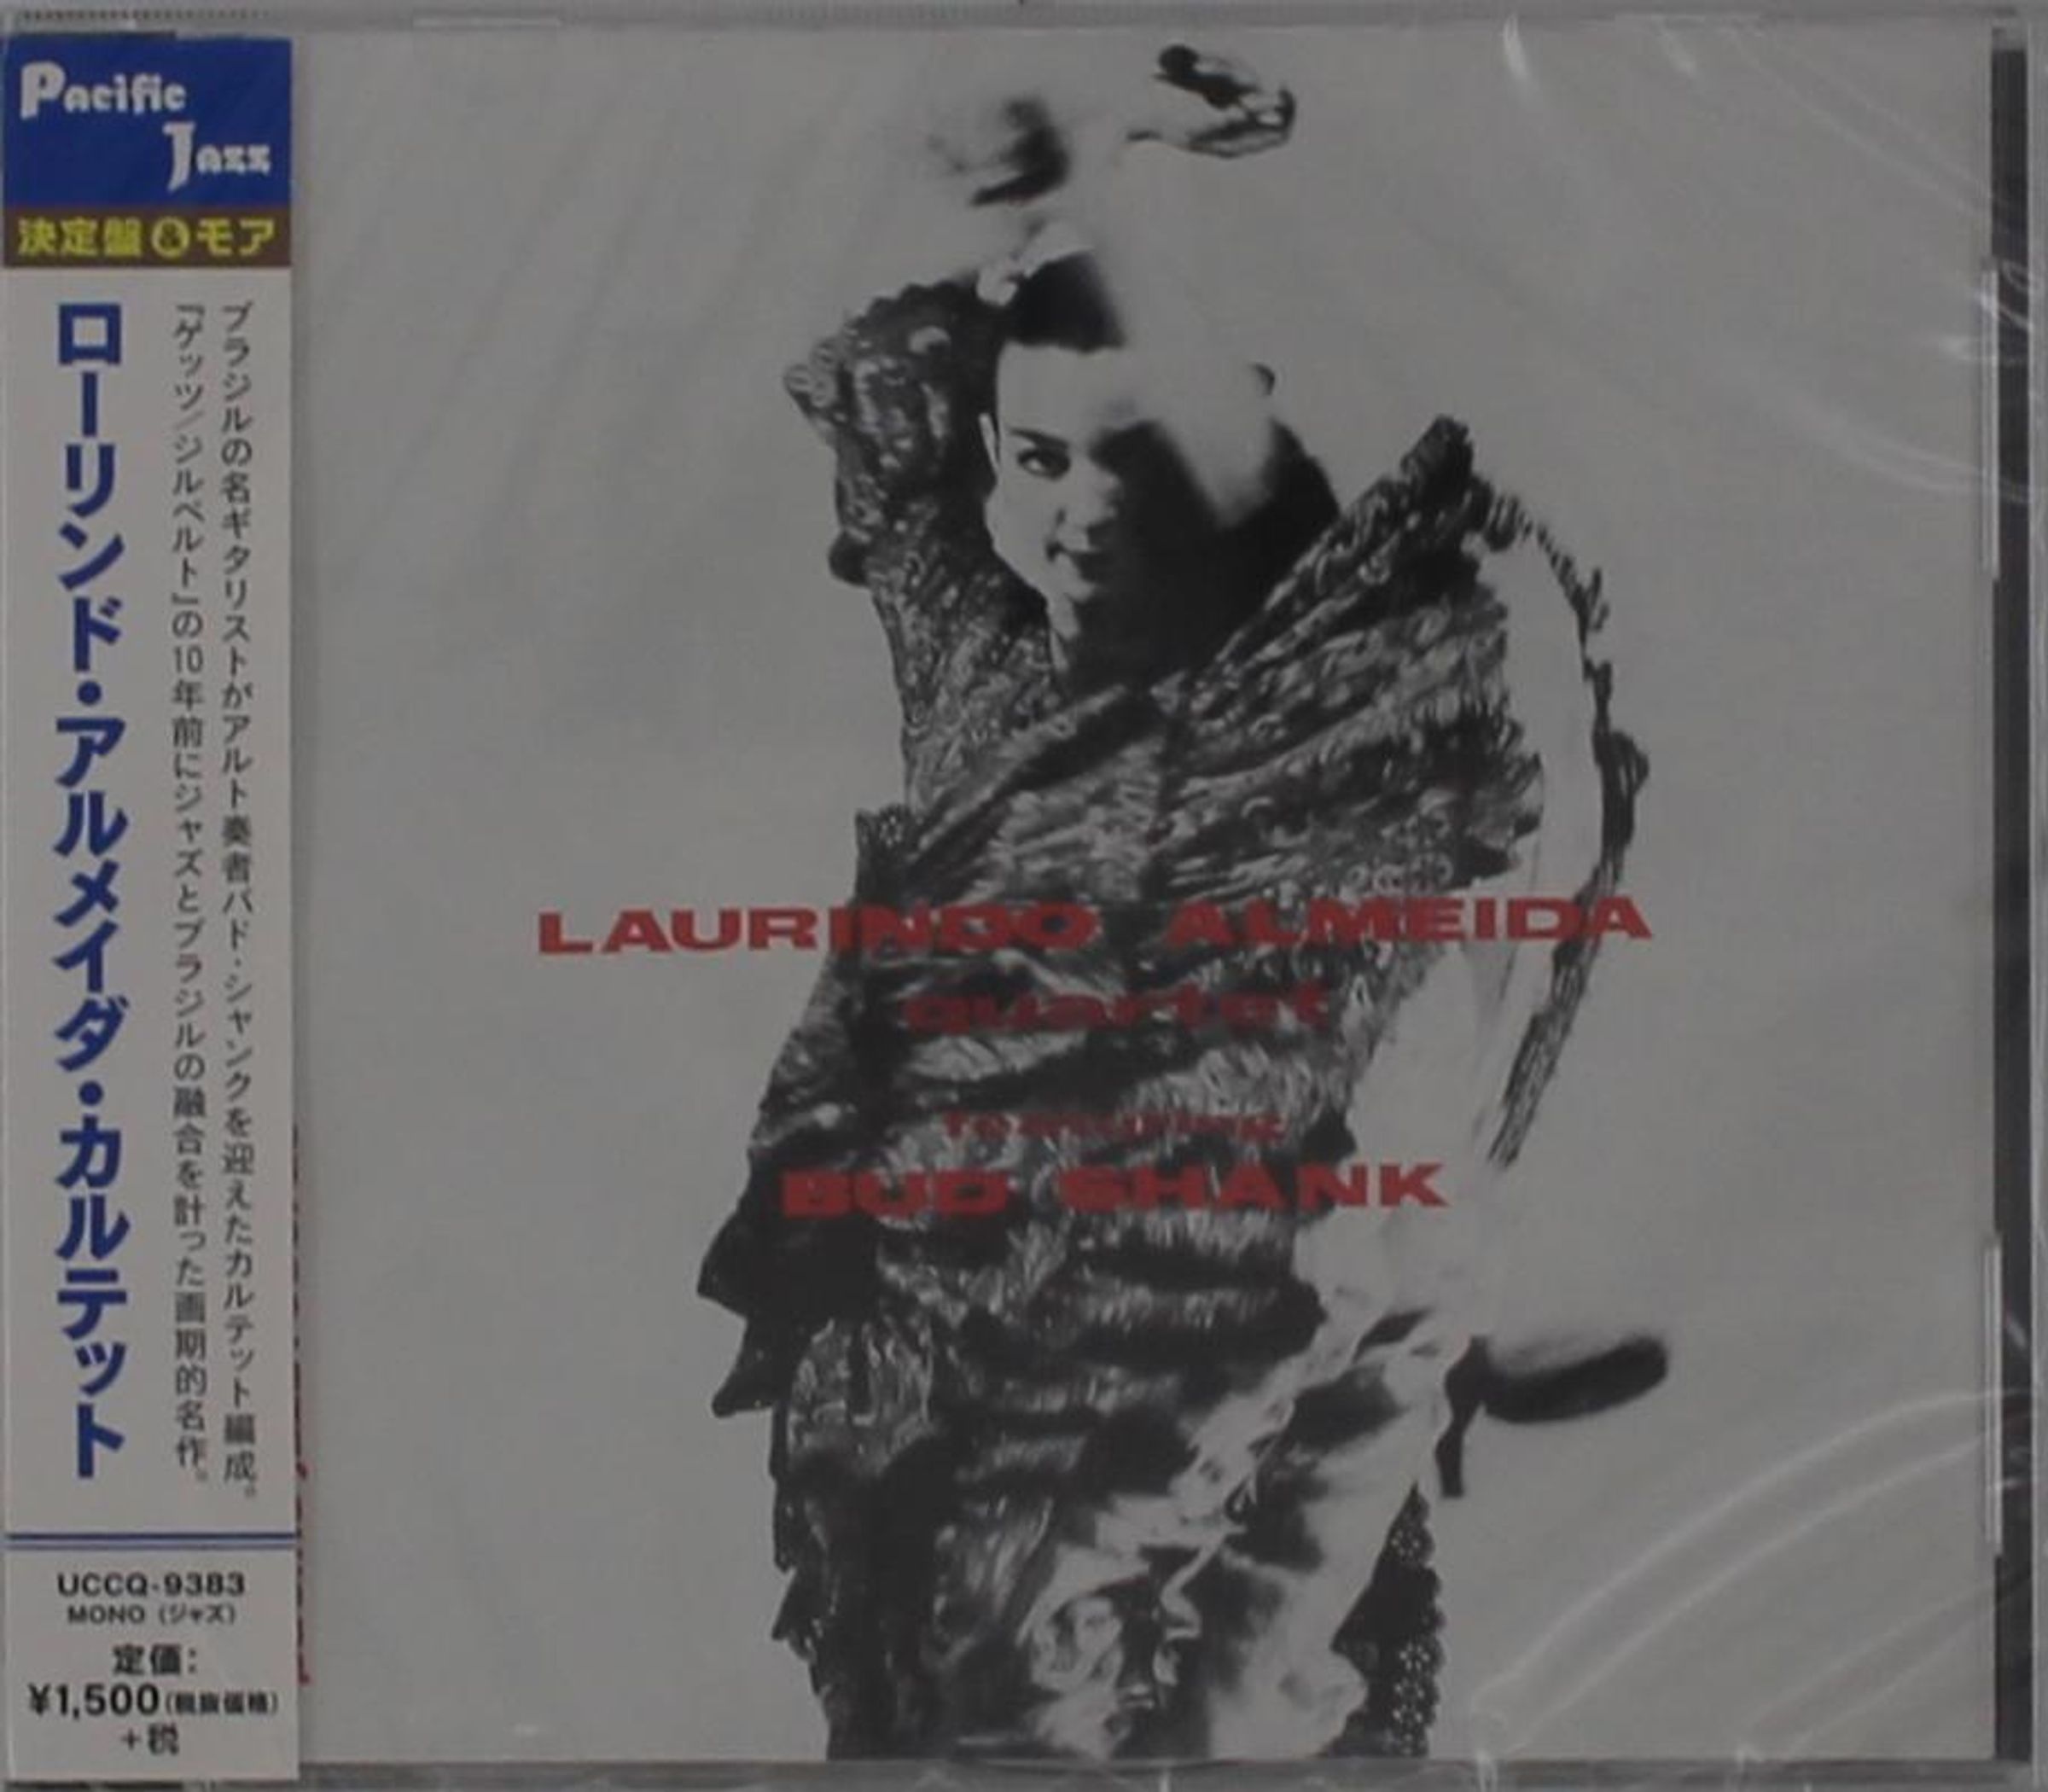 Pacific
Jazz
決定盤&モア
ブラジルの名ギタリストがアルト奏者バド・シャンクを迎えたカルテット編成。
『ゲッツ/ジルベルト』の10年前にジャズとブラジルの融合を計った画期的名作。
ローリンド・アルメイダ・カルテット
UCCQ-9383
MONO (ジャズ)
定価:
¥1,500(税抜価格)
+税
LAURINDO ALMEIDA
quartet
featuring
BUD SHANK